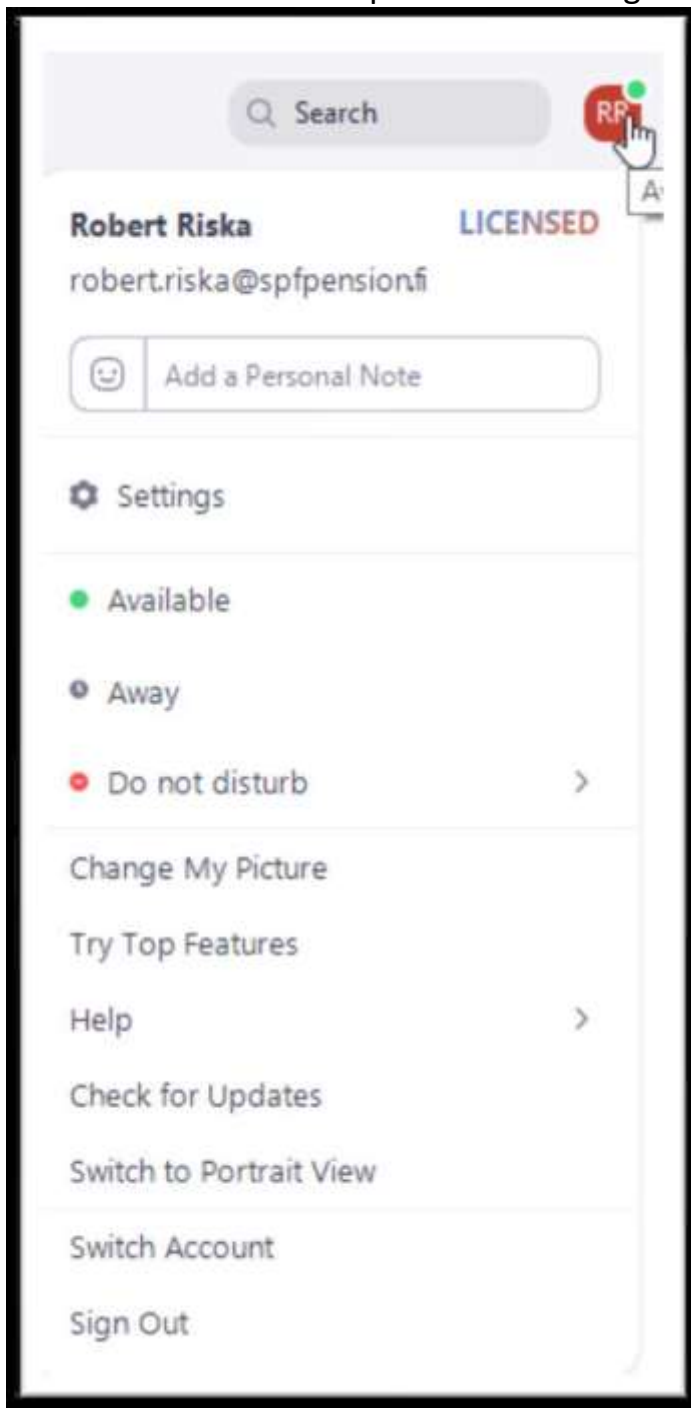 Search
RR
Robert Riska
LICENSED
robert.riska@spfpension.fi
Add a Personal Note
Settings
Available
Away
Do not disturb
Change My Picture
Try Top Features
Help
Check for Updates
Switch to Portrait View
Switch Account
Sign Out